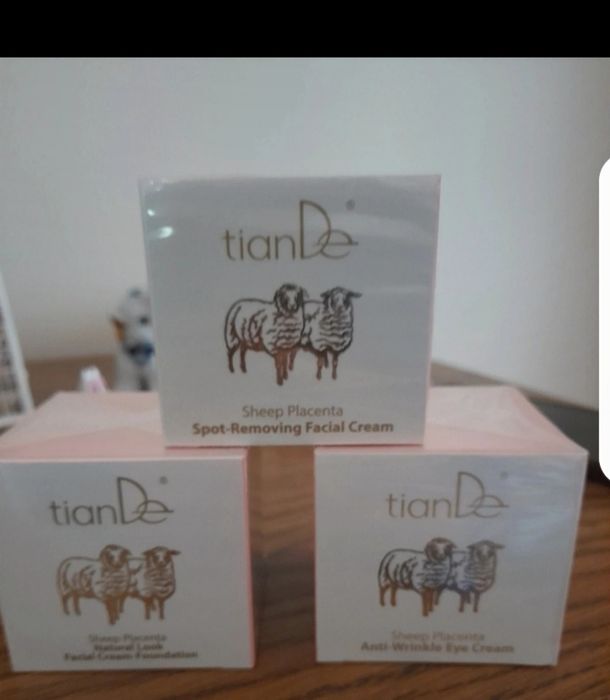 tianDe®
Sheep Placenta
Spot-Removing Facial Cream
tianDe®
Sheep Placenta
Natural Look
Facial Cream Foundation
tianDe®
Sheep Placenta
Anti-Wrinkle Eye Cream